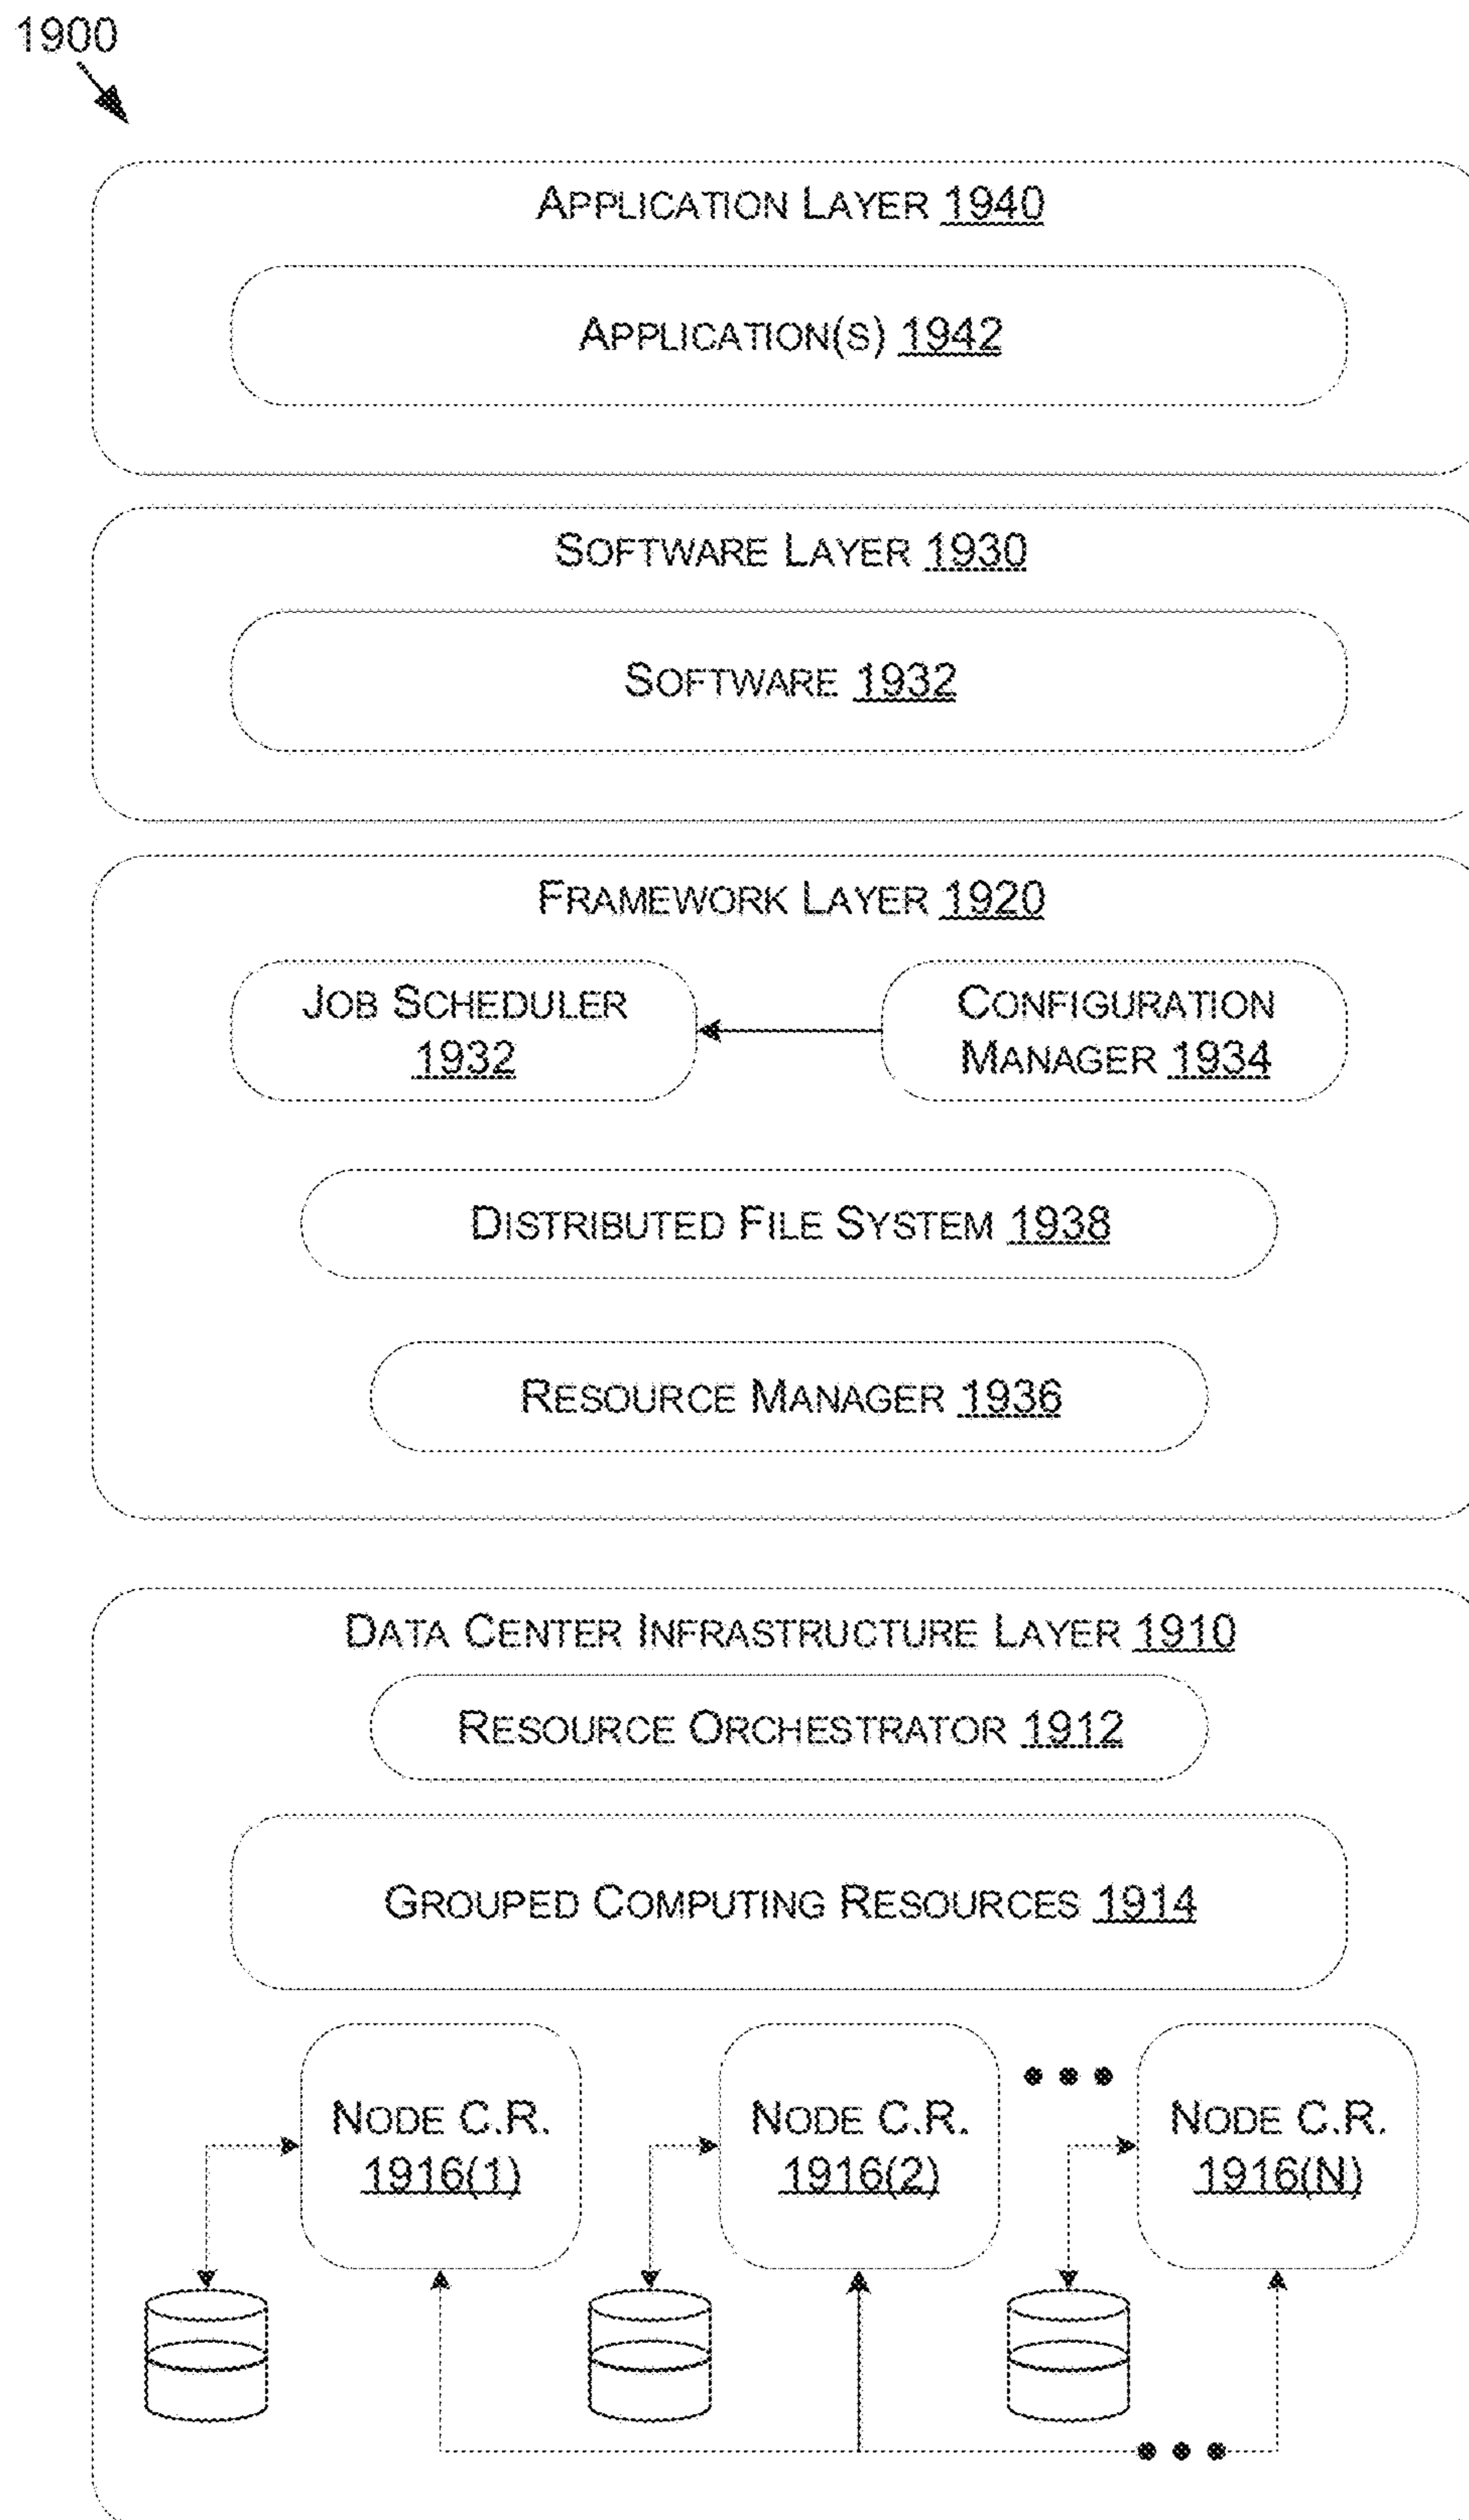 1900
APPLICATION LAYER 1940
APPLICATION(S) 1942
SOFTWARE LAYER 1930
SOFTWARE 1932
FRAMEWORK LAYER 1920
JOB SCHEDULER
1932
CONFIGURATION
MANAGER 1934
DISTRIBUTED FILE SYSTEM 1938
RESOURCE MANAGER 1936
DATA CENTER INFRASTRUCTURE LAYER 1910
RESOURCE ORCHESTRATOR 1912
GROUPED COMPUTING RESOURCES 1914
NODE C.R.
1916(1)
NODE C.R.
1916(2)
NODE C.R.
1916(N)